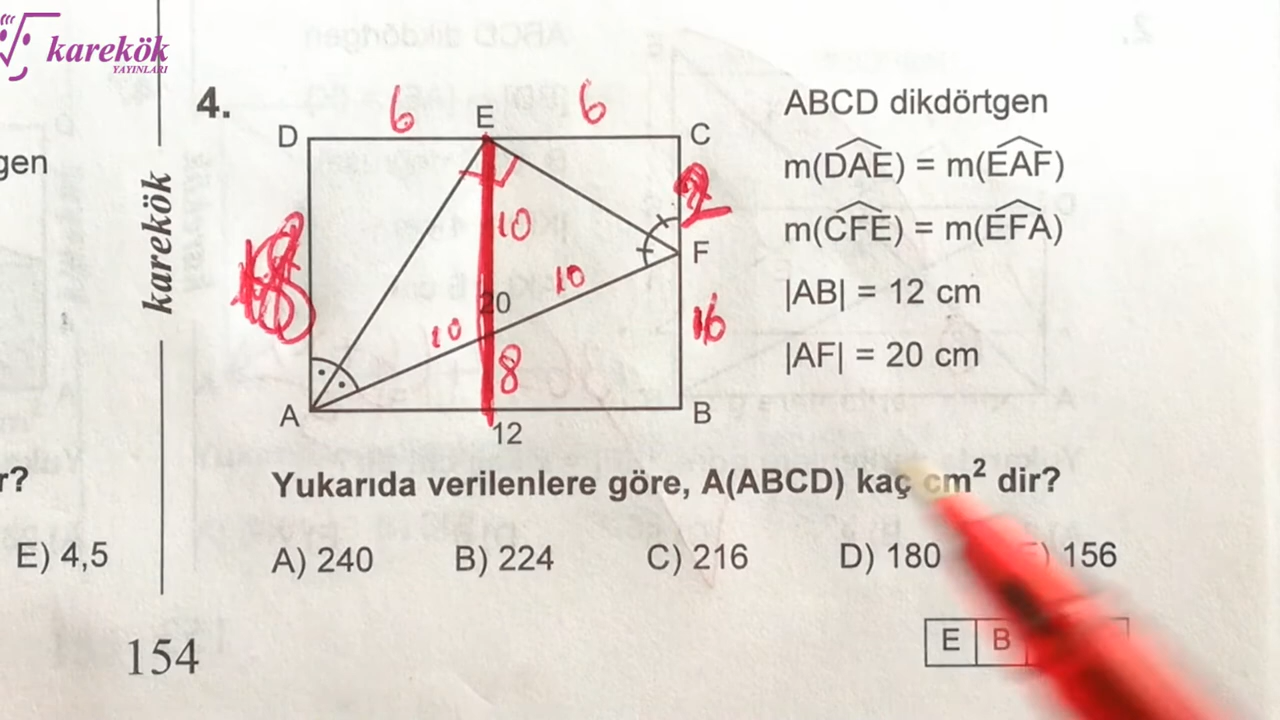 karekök
YAYINLARI
karekök
gen
r?
E) 4,5
154
4.
6
6
D
E
C
10
F
10
20
10
16
8
A
B
12
ABCD dikdörtgen
m(DAE) = m(EAF)
m(CFE) = m(EFA)
|AB| = 12 cm
|AF| = 20 cm
Yukarıda verilenlere göre, A(ABCD) kaç cm² dir?
A) 240 B) 224 C) 216 D) 180 156
E B